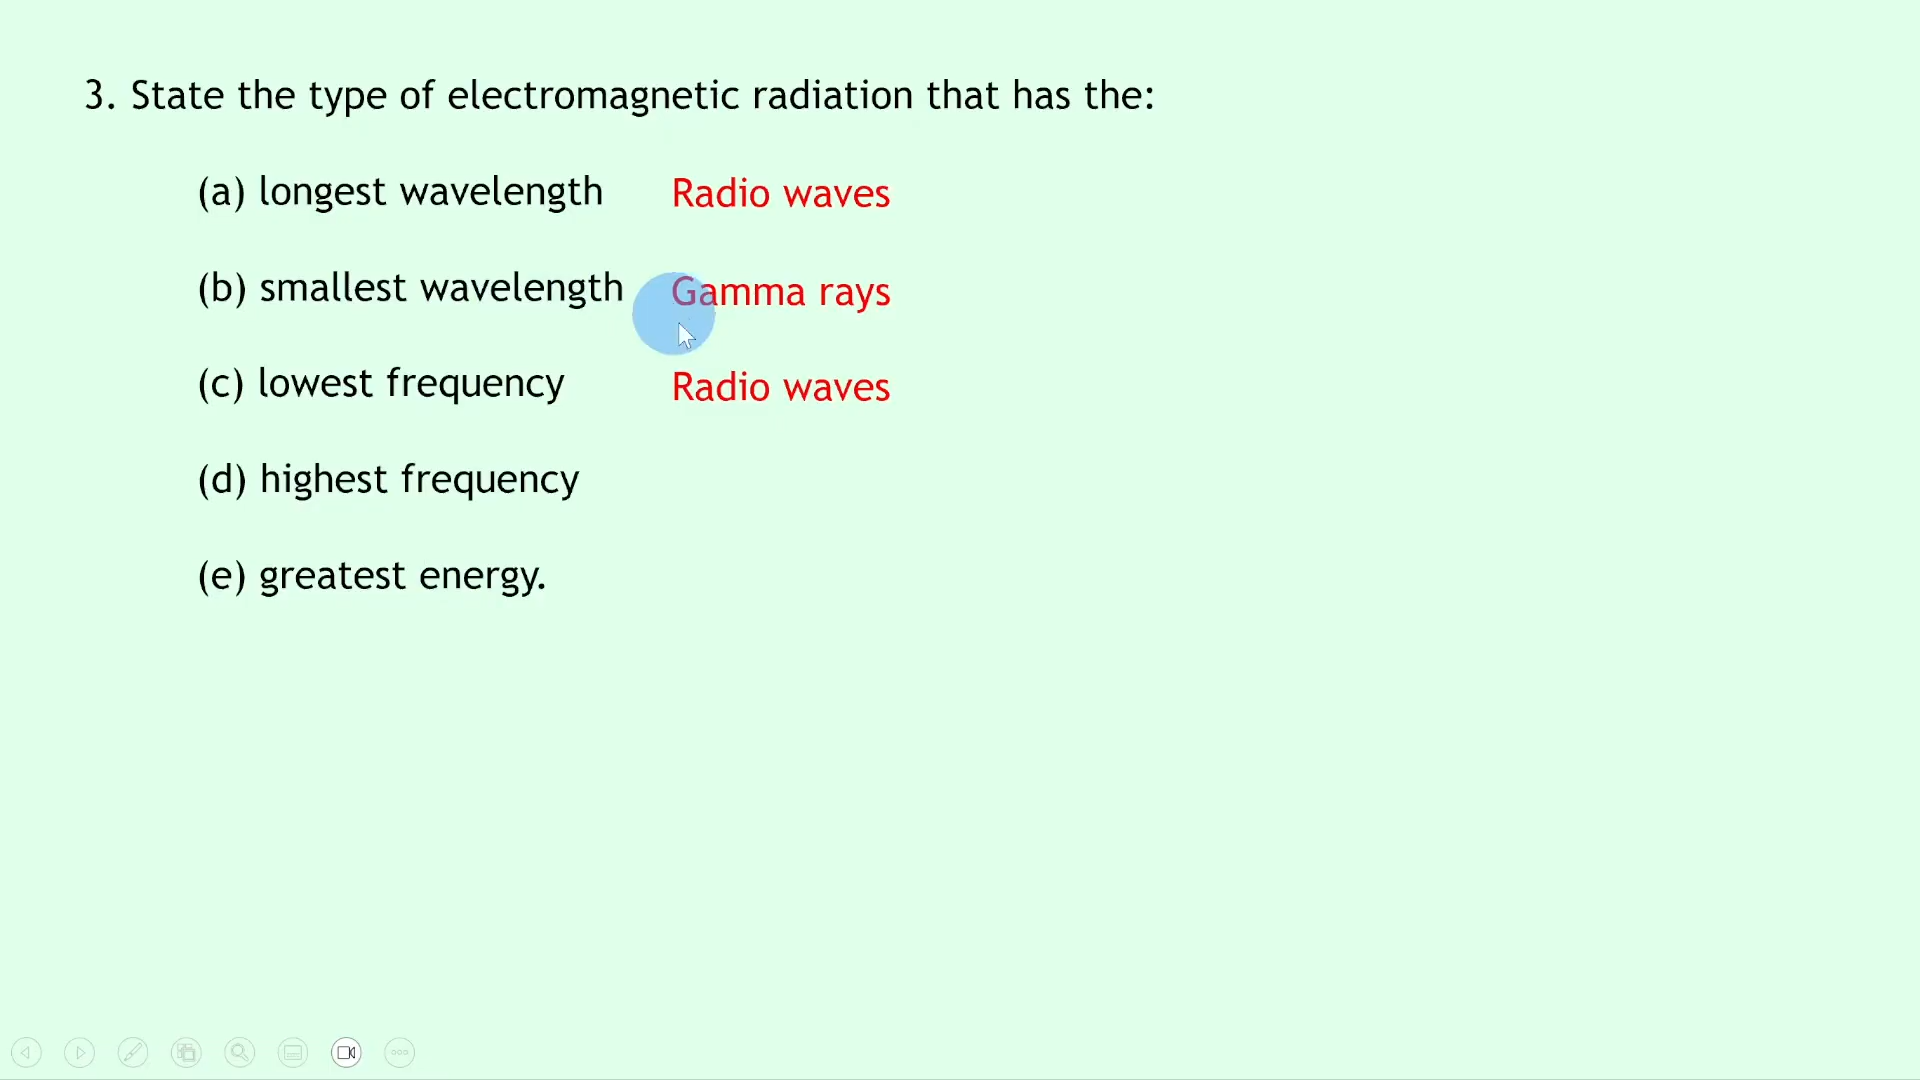 3. State the type of electromagnetic radiation that has the:
(a) longest wavelength Radio waves
(b) smallest wavelength Gamma rays
(c) lowest frequency Radio waves
(d) highest frequency
(e) greatest energy.